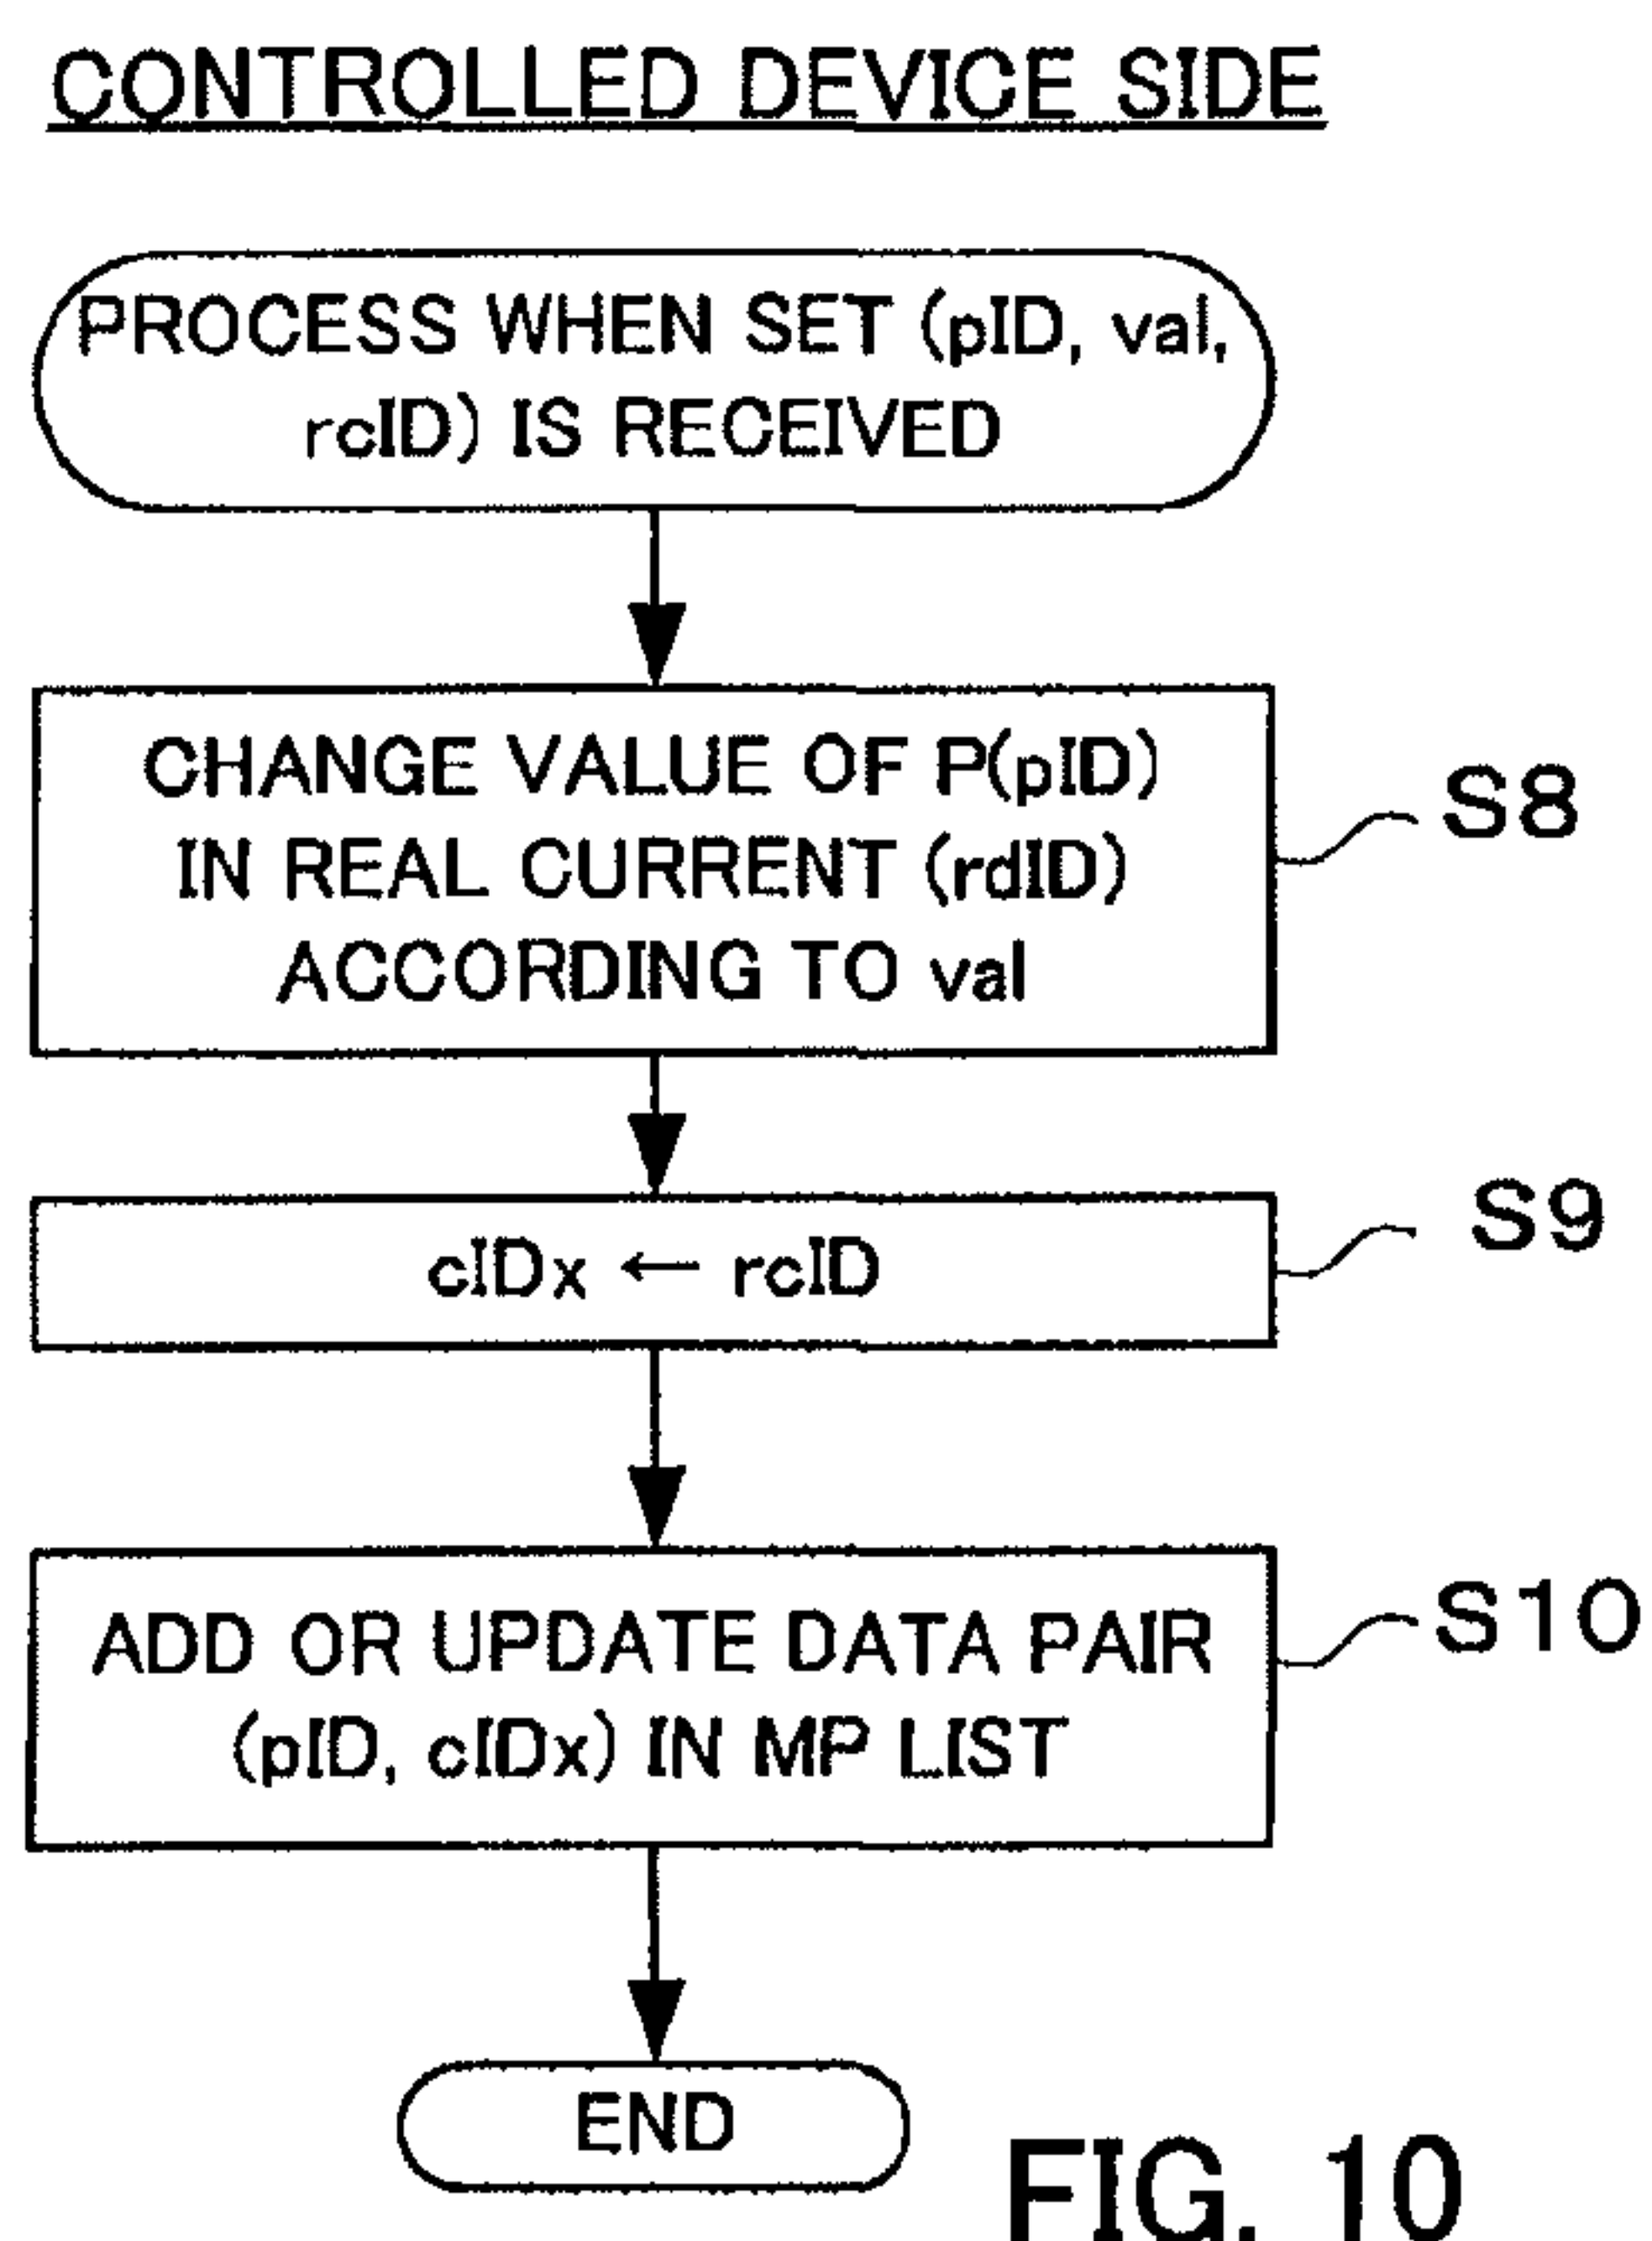 CONTROLLED DEVICE SIDE
PROCESS WHEN SET (pID, val,
rcID) IS RECEIVED
CHANGE VALUE OF P(pID)
IN REAL CURRENT (rdID)
ACCORDING TO val
S8
cIDx ← rcID
S9
ADD OR UPDATE DATA PAIR
(pID, cIDx) IN MP LIST
S10
END
FIG. 10